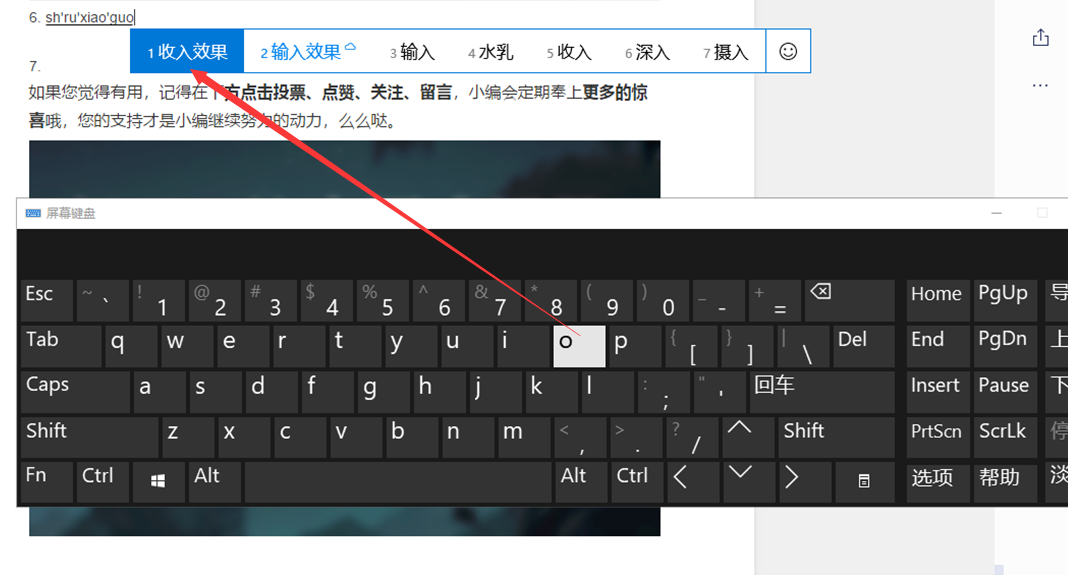 6. sh'ru'xiao'guo
1 收入效果 2 输入效果 3 输入 4 水乳 5 收入 6 深入 7 摄入
7.
如果您觉得有用，记得在下方点击投票、点赞、关注、留言，小编会定期奉上更多的惊
喜哦，您的支持才是小编继续努力的动力，么么哒。
屏幕键盘
Esc ~ ` ! 1 @ 2 # 3 $ 4 % 5 ^ 6 & 7 * 8 ( 9 ) 0 _ - + = Home PgUp
Tab q w e r t y u i o p { [ } ] | \ Del End PgDn 上
Caps a s d f g h j k l : ; " ' 回车 Insert Pause 下
Shift z x c v b n m < , > . ? / Shift PrtScn ScrLk 停
Fn Ctrl Alt Alt Ctrl 选项 帮助